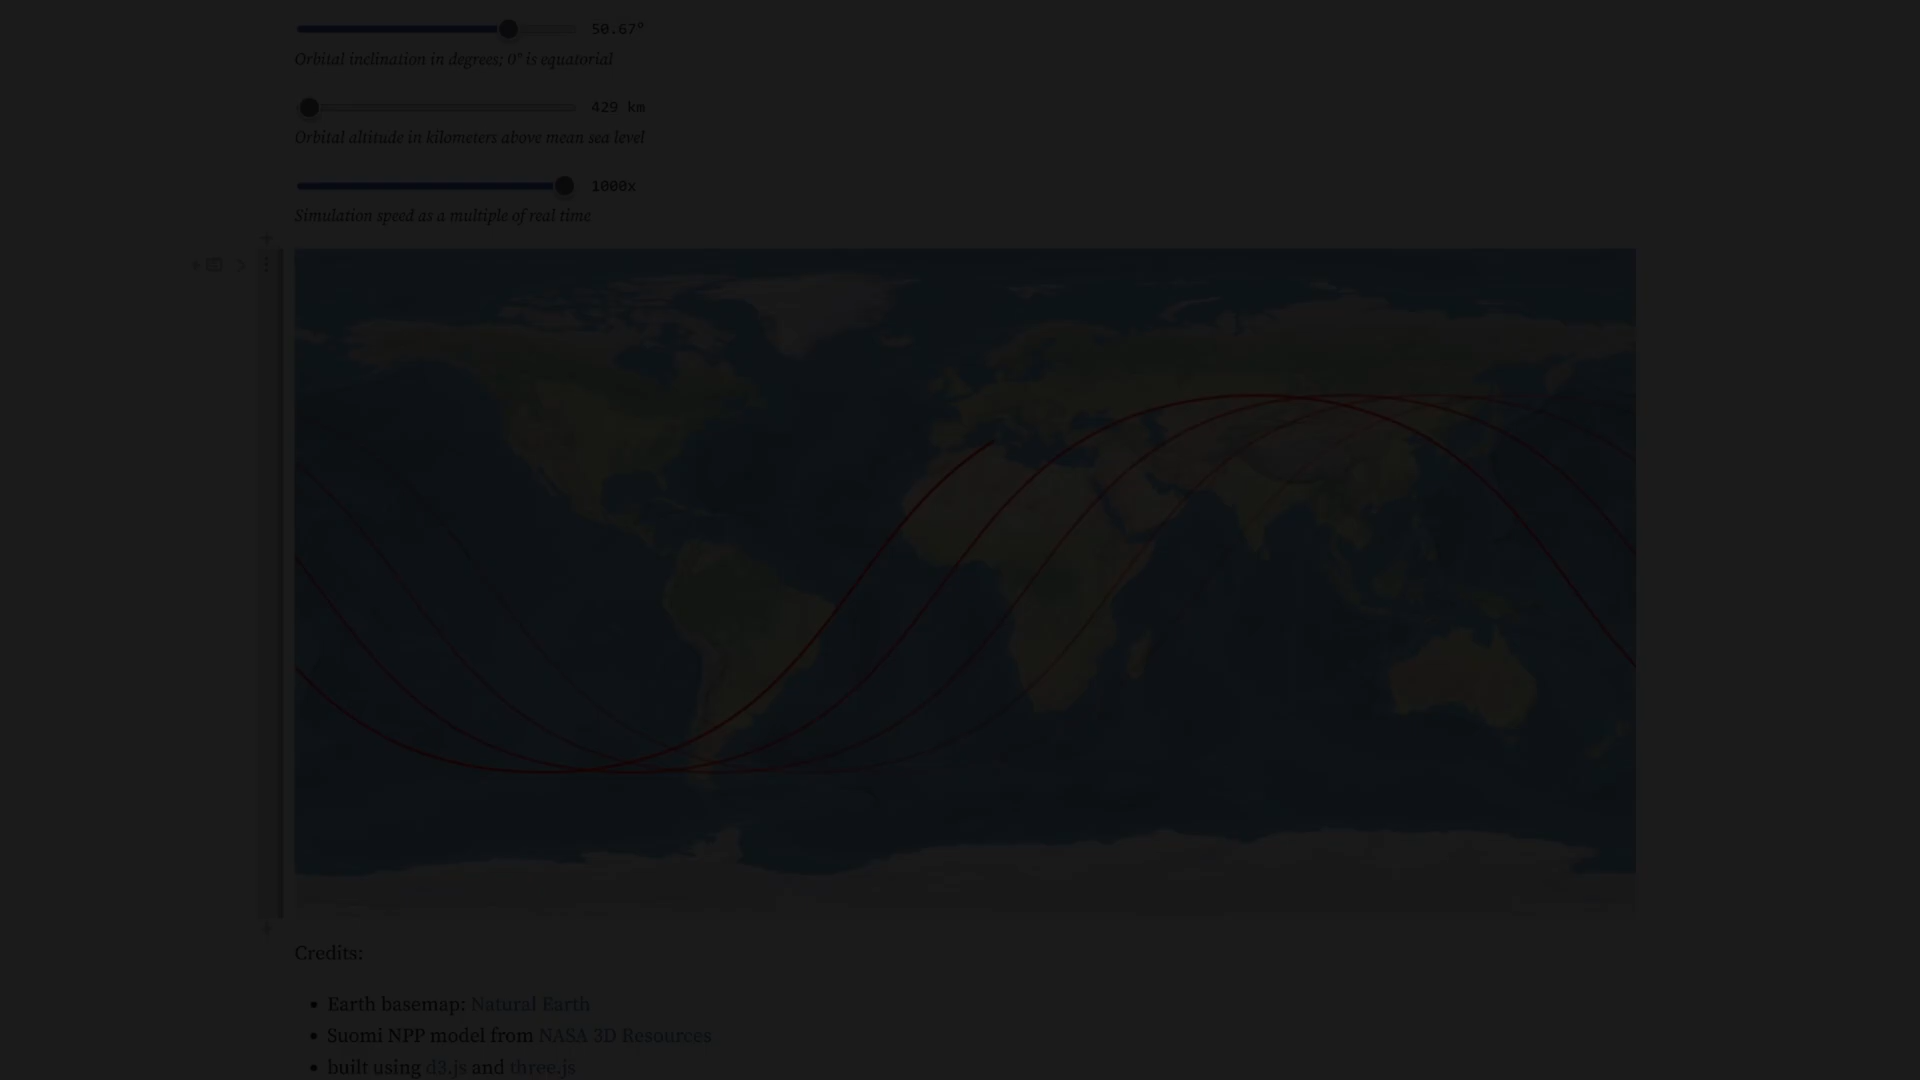 50.67°
Orbital inclination in degrees; 0° is equatorial
429 km
Orbital altitude in kilometers above mean sea level
1000x
Simulation speed as a multiple of real time
Credits:
Earth basemap: Natural Earth
Suomi NPP model from NASA 3D Resources
built using d3.js and three.js